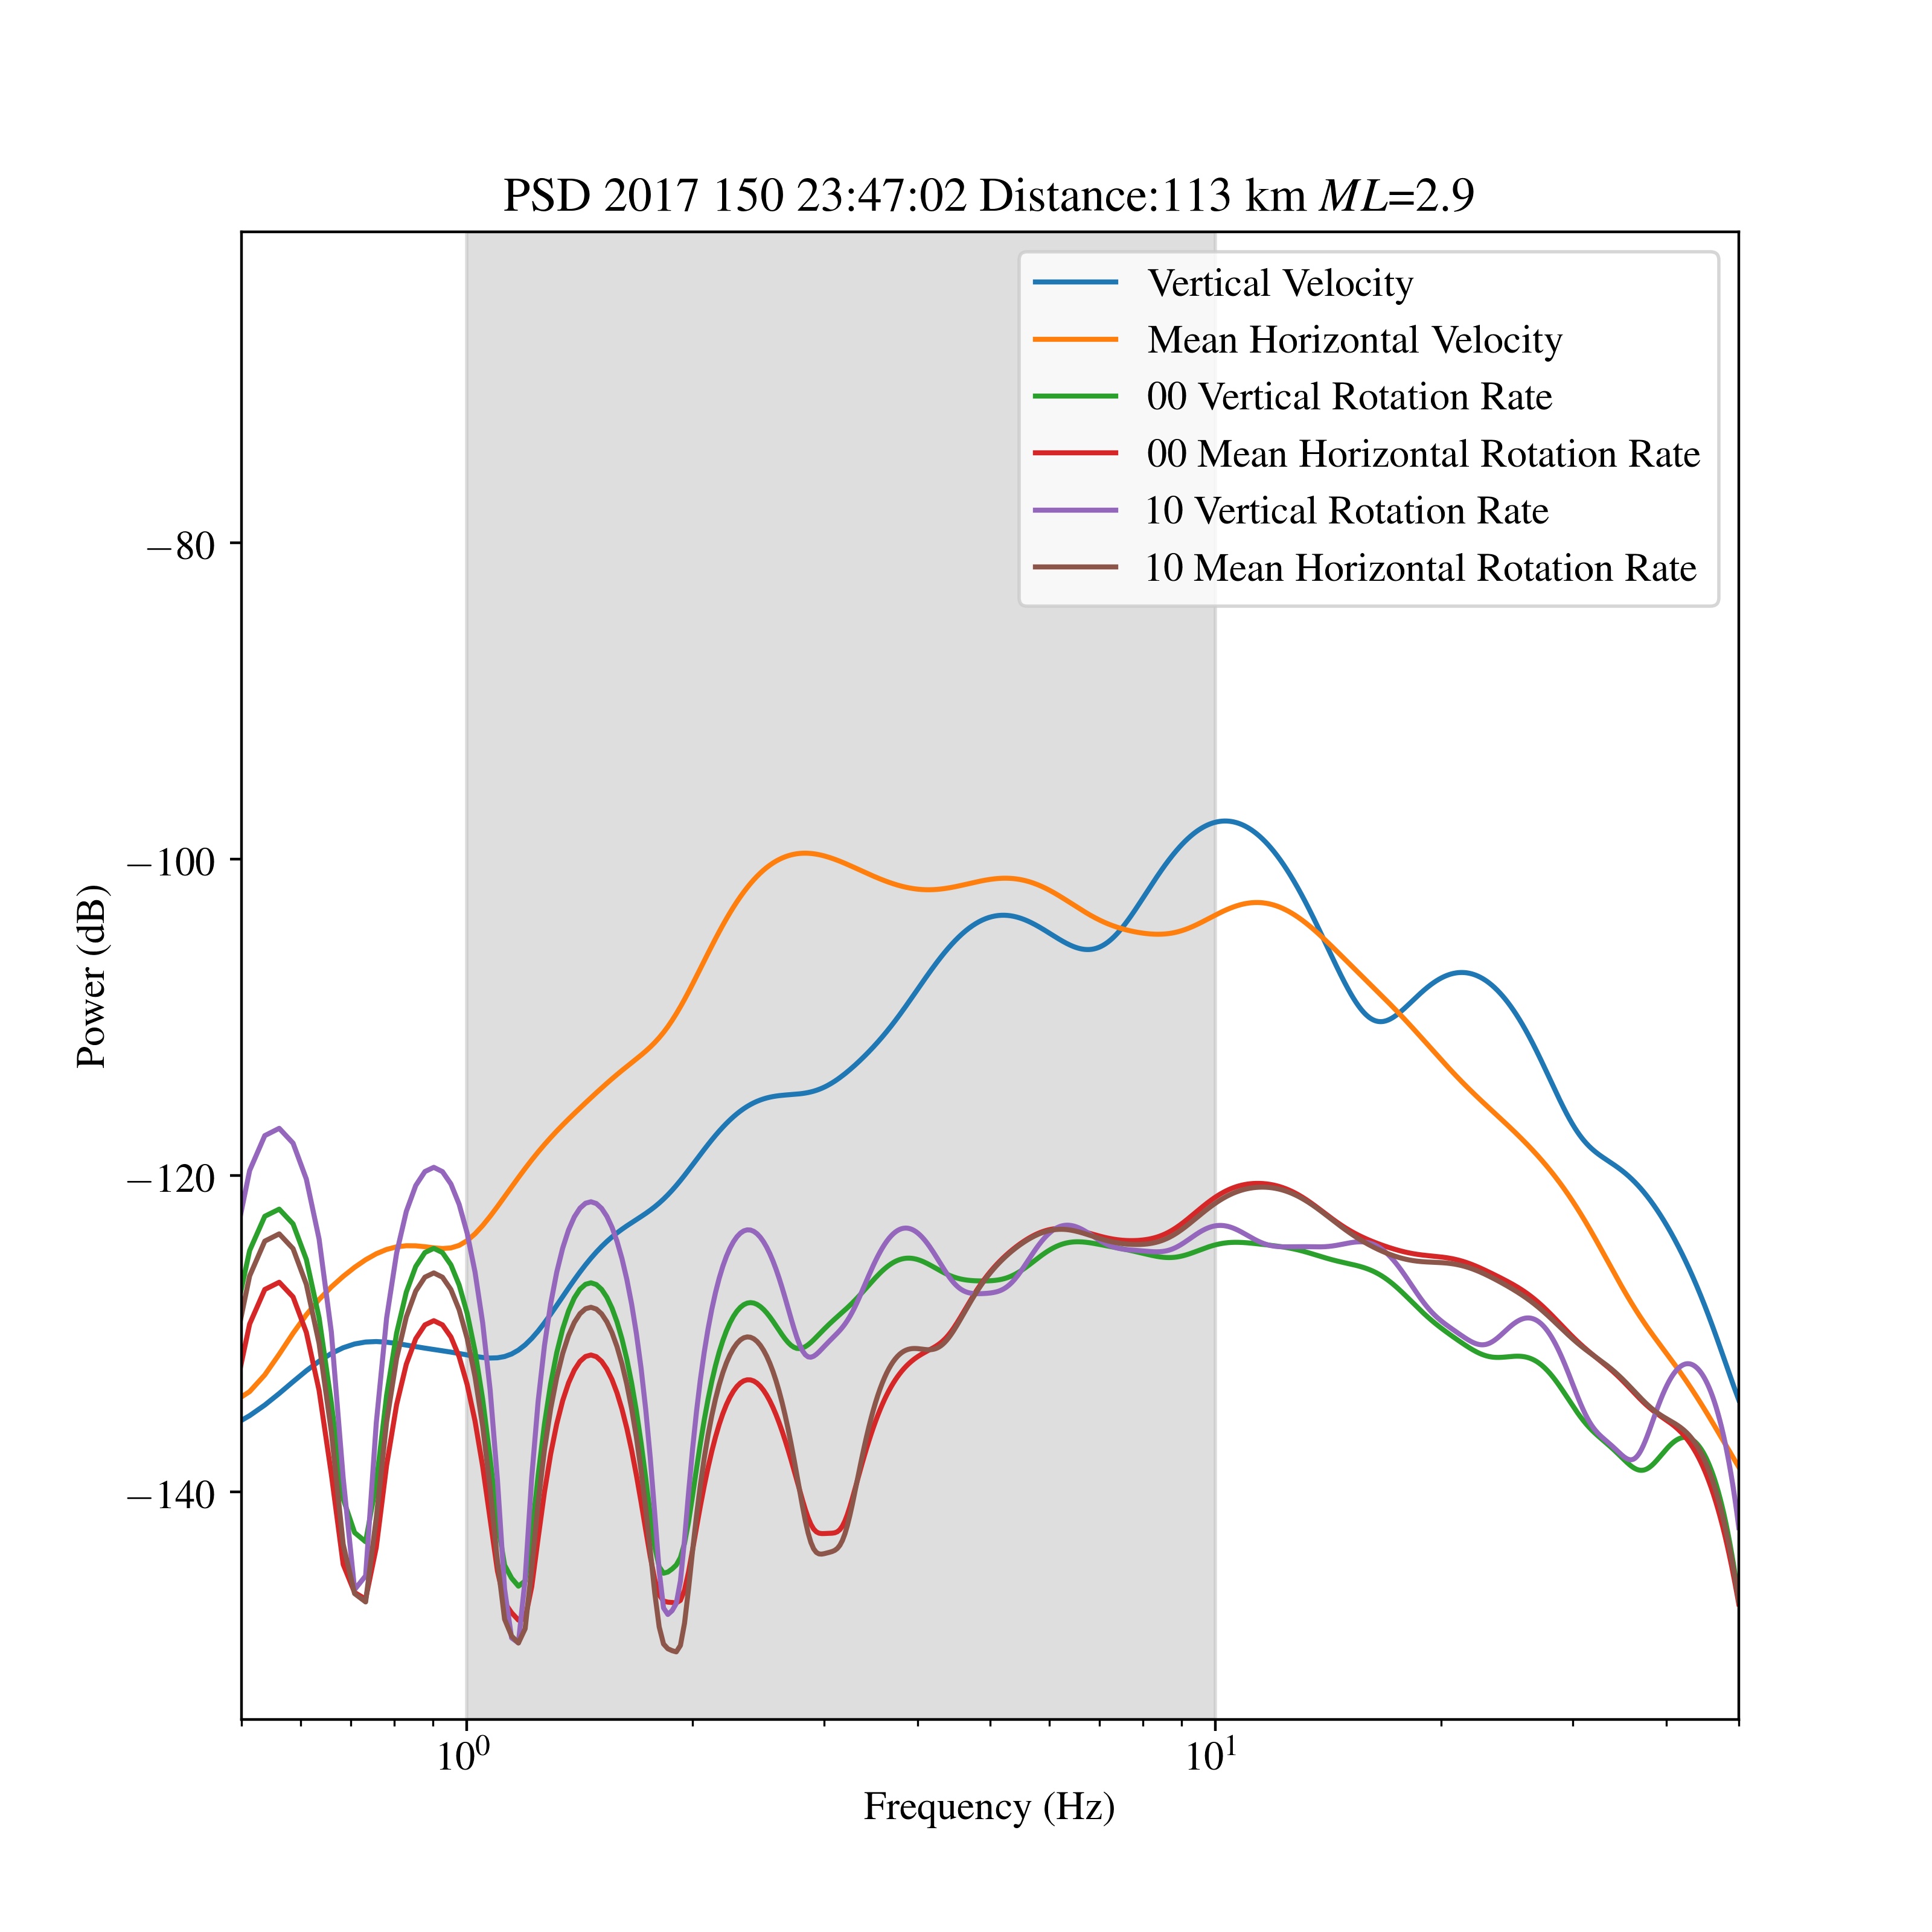 PSD 2017 150 23:47:02 Distance:113 km ML=2.9
Vertical Velocity
Mean Horizontal Velocity
00 Vertical Rotation Rate
00 Mean Horizontal Rotation Rate
10 Vertical Rotation Rate
10 Mean Horizontal Rotation Rate
−80
−100
−120
−140
Power (dB)
10⁰
10¹
Frequency (Hz)